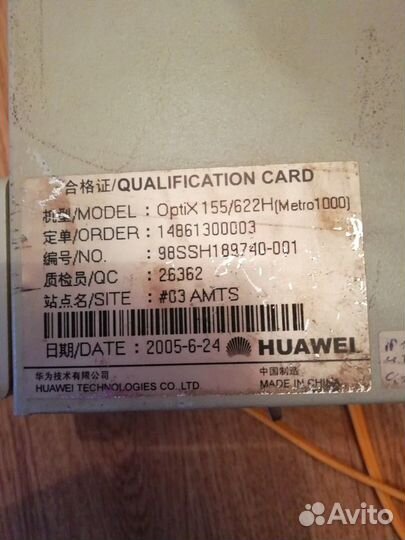 合格证/QUALIFICATION CARD
机型/MODEL : OptiX 155/622H(Metro1000)
定单/ORDER : 14861300003
编号/NO. : 98SSH189740-001
质检员/QC : 26362
站点名/SITE : #03 AMTS
日期/DATE : 2005-6-24 HUAWEI
华为技术有限公司 中国制造
HUAWEI TECHNOLOGIES CO.,LTD MADE IN CHINA
Avito